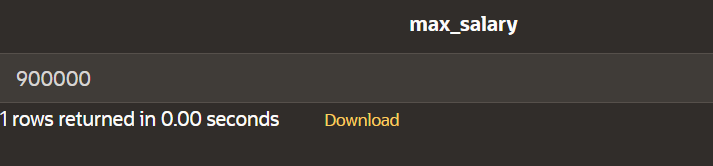 max_salary
900000
1 rows returned in 0.00 seconds Download